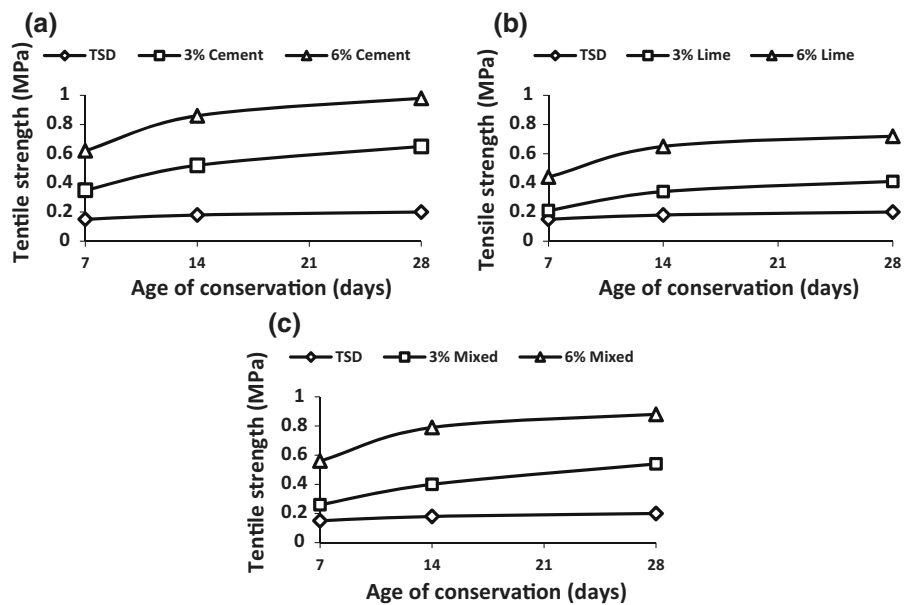 (a)
TSD 3% Cement 6% Cement
Tentile strength (MPa)
1
0.8
0.6
0.4
0.2
0
7 14 21 28
Age of conservation (days)
(b)
TSD 3% Lime 6% Lime
Tensile strength (MPa)
1
0.8
0.6
0.4
0.2
0
7 14 21 28
Age of conservation (days)
(c)
TSD 3% Mixed 6% Mixed
Tentile strength (MPa)
1
0.8
0.6
0.4
0.2
0
7 14 21 28
Age of conservation (days)